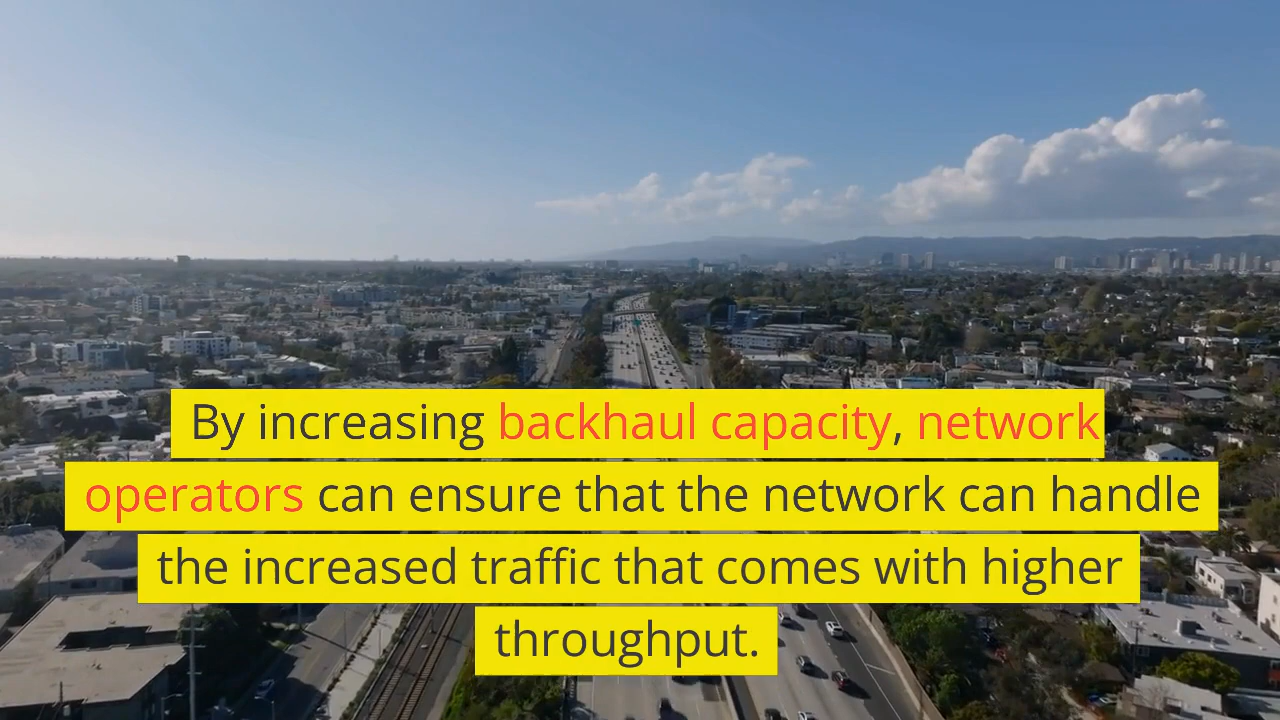 By increasing backhaul capacity, network
operators can ensure that the network can handle
the increased traffic that comes with higher
throughput.